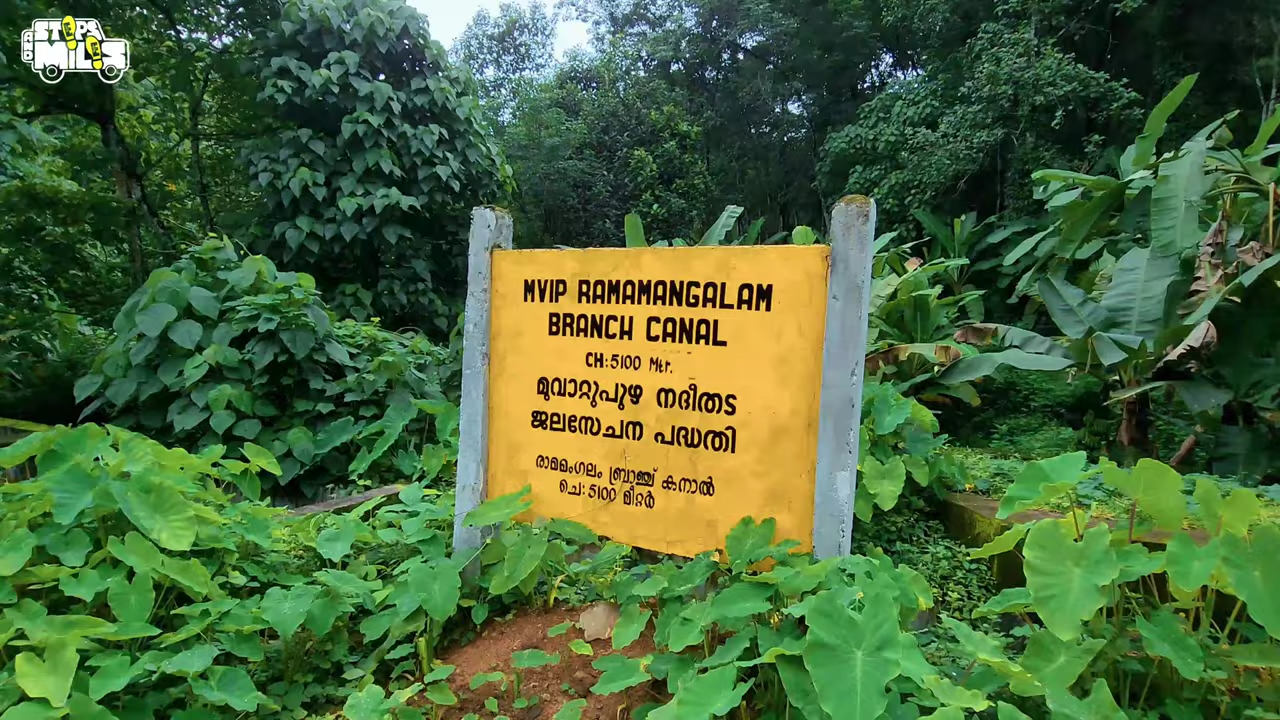 STEPS
MILES
MVIP RAMAMANGALAM
BRANCH CANAL
CH:5100 Mtr.
മുവാറ്റുപുഴ നദീതട
ജലസേചന പദ്ധതി
രാമമംഗലം ബ്രാഞ്ച് കനാൽ
ചെ: 5100 മീറ്റർ